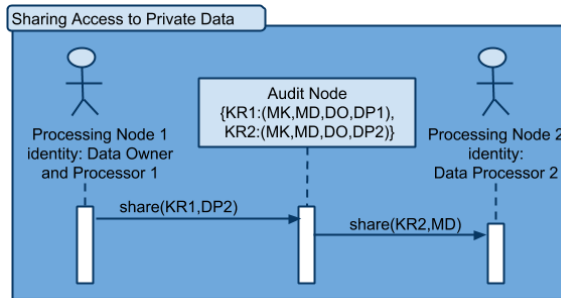 Sharing Access to Private Data
Audit Node
{KR1:(MK,MD,DO,DP1),
KR2:(MK,MD,DO,DP2)}
Processing Node 1
identity: Data Owner
and Processor 1
Processing Node 2
identity:
Data Processor 2
share(KR1,DP2)
share(KR2,MD)